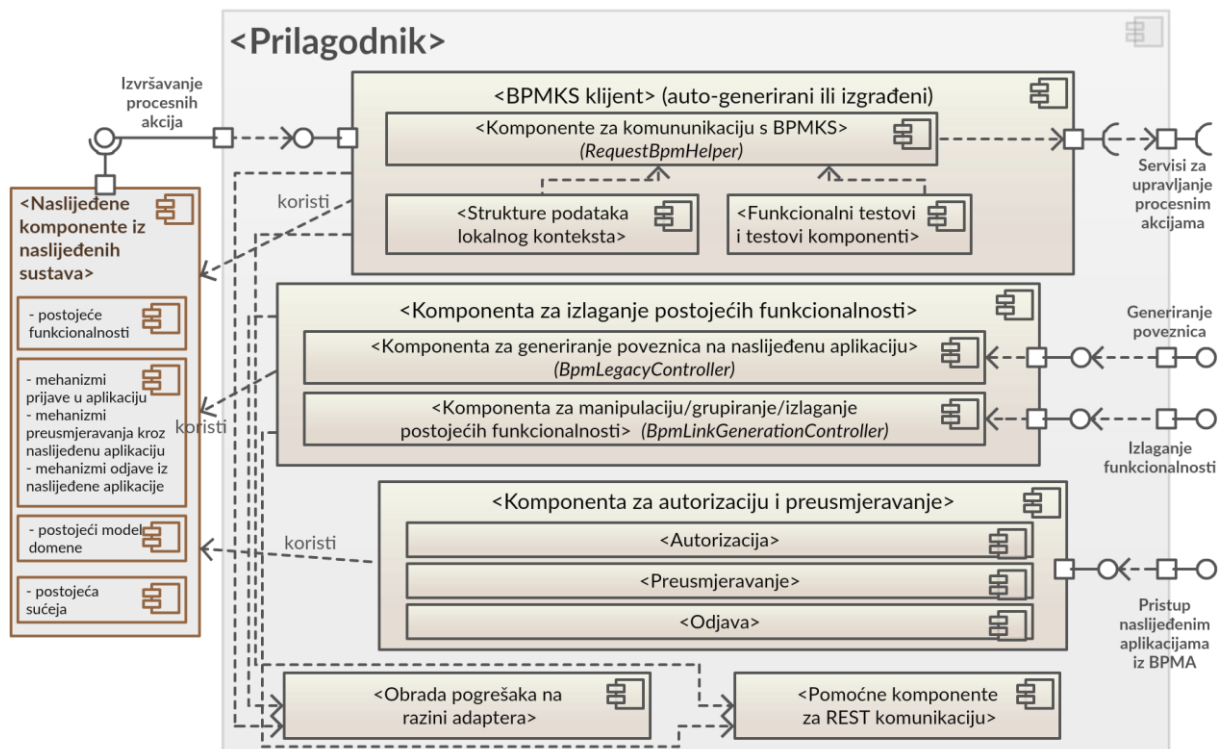 <Prilagodnik>
Izvršavanje
procesnih
akcija
<BPMKS klijent> (auto-generirani ili izgrađeni)
<Komponente za komununikaciju s BPMKS>
(RequestBpmHelper)
<Strukture podataka
lokalnog konteksta>
<Funkcionalni testovi
i testovi komponenti>
Servisi za
upravljanje
procesnim
akcijama
koristi
<Naslijeđene
komponente iz
naslijeđenih
sustava>
- postojeće
funkcionalnosti
- mehanizmi
prijave u aplikaciju
- mehanizmi
preusmjeravanja kroz
naslijeđenu aplikaciju
- mehanizmi odjave iz
naslijeđene aplikacije
- postojeći model
domene
- postojeća
sućeja
<Komponenta za izlaganje postojećih funkcionalnosti>
<Komponenta za generiranje poveznica na naslijeđenu aplikaciju>
(BpmLegacyController)
<Komponenta za manipulaciju/grupiranje/izlaganje
postojećih funkcionalnosti> (BpmLinkGenerationController)
Generiranje
poveznica
Izlaganje
funkcionalnosti
koristi
<Komponenta za autorizaciju i preusmjeravanje>
<Autorizacija>
<Preusmjeravanje>
<Odjava>
koristi
Pristup
naslijeđenim
aplikacijama
iz BPMA
<Obrada pogrešaka na
razini adaptera>
<Pomoćne komponente
za REST komunikaciju>